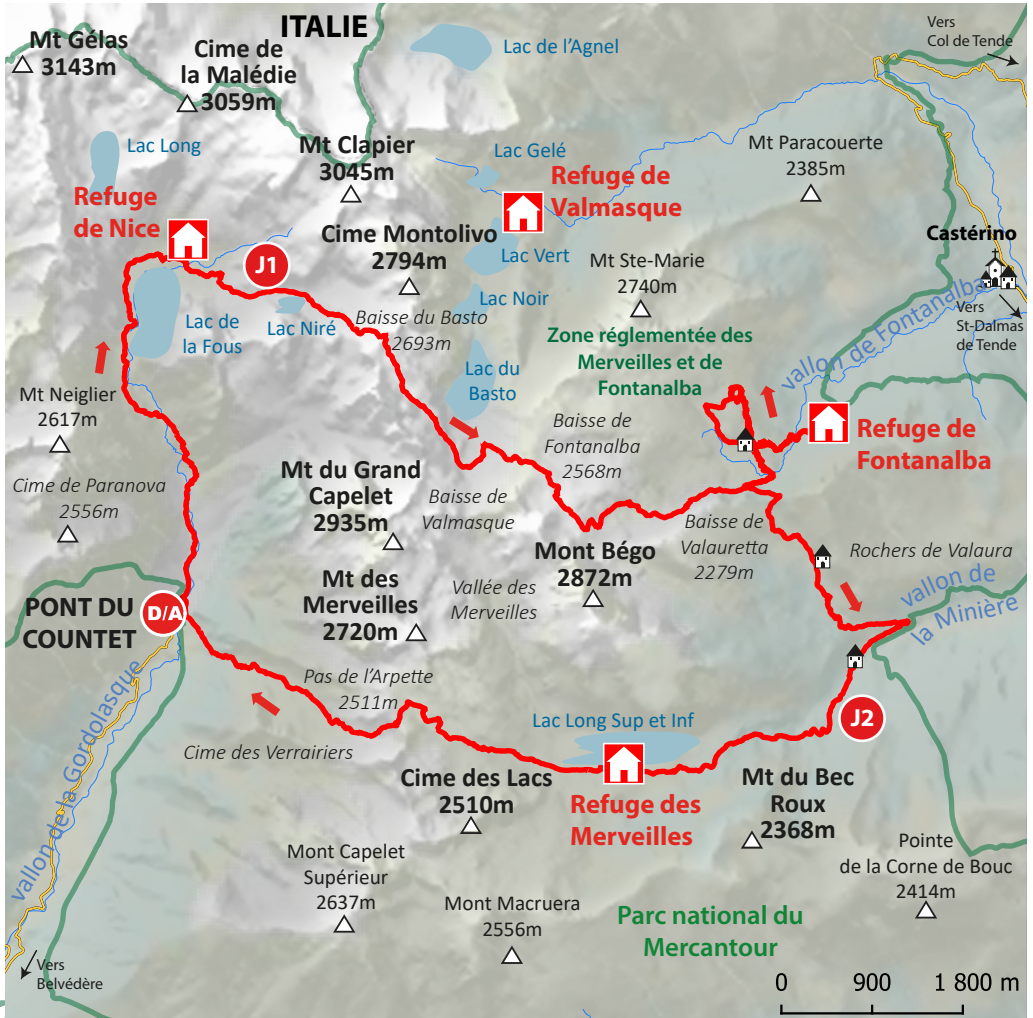 ITALIE
Mt Gélas
3143m
Cime de
la Malédie
3059m
Lac de l'Agnel
Vers
Col de Tende
Lac Long
Mt Clapier
3045m
Lac Gelé
Mt Paracouerte
2385m
Refuge
de Nice
Refuge de
Valmasque
J1
Cime Montolivo
2794m
Lac Vert
Castérino
Mt Ste-Marie
2740m
Lac Noir
Lac de
la Fous
Lac Niré
Baisse du Basto
2693m
Vers
St-Dalmas
de Tende
vallon de Fontanalba
Zone réglementée des
Merveilles et de
Fontanalba
Lac du
Basto
Mt Neiglier
2617m
Baisse de
Fontanalba
2568m
Refuge de
Fontanalba
Mt du Grand
Capelet
2935m
Cime de Paranova
2556m
Baisse de
Valmasque
Baisse de
Valauretta
2279m
Rochers de Valaura
Mont Bégo
2872m
Mt des
Merveilles
2720m
Vallée des
Merveilles
vallon de
la Minière
PONT DU
COUNTET
D/A
vallon de la Gordolasque
Pas de l'Arpette
2511m
J2
Lac Long Sup et Inf
Cime des Verrairiers
Cime des Lacs
2510m
Refuge des
Merveilles
Mt du Bec
Roux
2368m
Mont Capelet
Supérieur
2637m
Pointe
de la Corne de Bouc
2414m
Mont Macruera
2556m
Parc national du
Mercantour
Vers
Belvédère
0 900 1 800 m